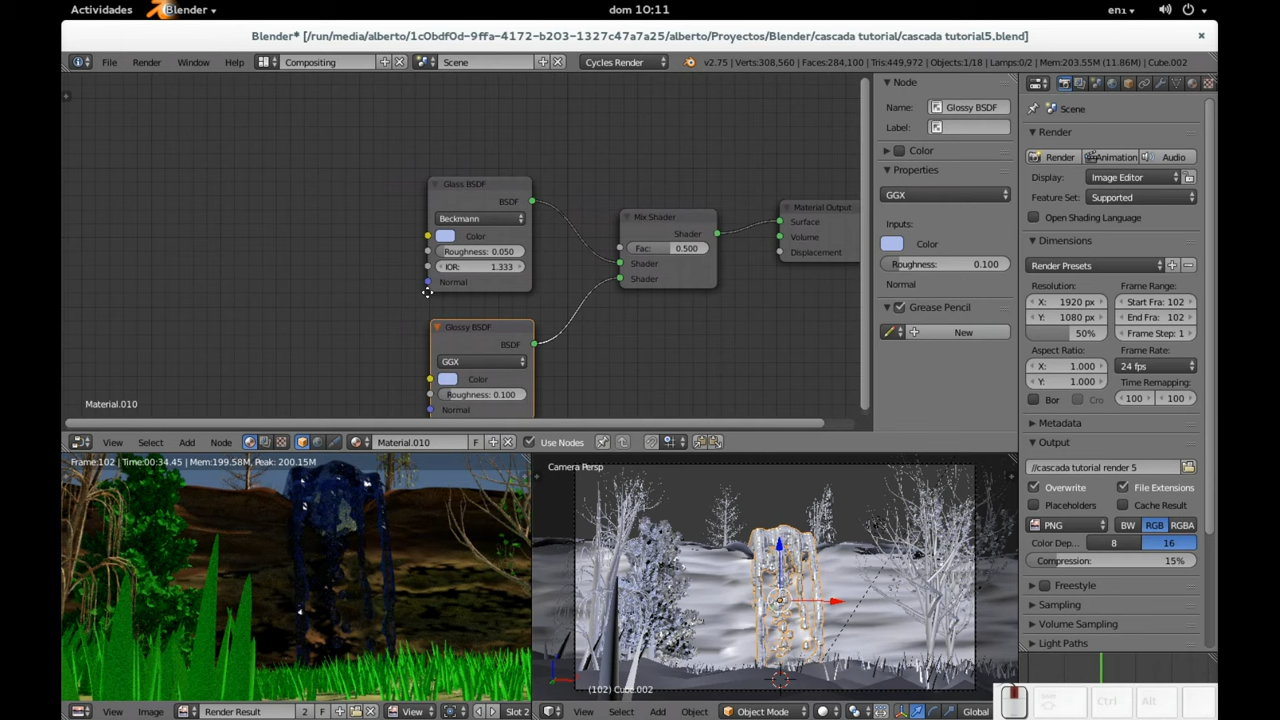 Actividades Blender dom 10:11 en1
Blender* [/run/media/alberto/1c0bdf0d-9ffa-4172-b203-1327c47a7a25/alberto/Proyectos/Blender/cascada tutorial/cascada tutorial5.blend]
File Render Window Help Compositing Scene Cycles Render v2.75 | Verts:308,560 | Faces:284,100 | Tris:449,972 | Objects:1/18 | Lamps:0/2 | Mem:203.55M (11.86M) | Cube.002
Glass BSDF
BSDF
Beckmann
Color
Roughness: 0.050
IOR: 1.333
Normal
Glossy BSDF
BSDF
GGX
Color
Roughness: 0.100
Normal
Mix Shader
Shader
Fac: 0.500
Shader
Shader
Material Output
Surface
Volume
Displacement
Material.010
Node
Name: Glossy BSDF
Label:
Color
Properties
GGX
Inputs:
Color
Roughness: 0.100
Normal
Grease Pencil
New
Scene
Render
Render Animation Audio
Display: Image Editor
Feature Set: Supported
Open Shading Language
Dimensions
Render Presets
Resolution: Frame Range:
X: 1920 px Start Fra: 102
Y: 1080 px End Fra: 102
50% Frame Step: 1
Aspect Ratio: Frame Rate:
X: 1.000 24 fps
Y: 1.000 Time Remapping:
Bor Cro 100 100
Metadata
Output
//cascada tutorial render 5
Overwrite File Extensions
Placeholders Cache Result
PNG BW RGB RGBA
Color Dep... 8 16
Compression: 15%
Freestyle
Sampling
Volume Sampling
Light Paths
View Select Add Node Material.010 F Use Nodes
Frame:102 | Time:00:34.45 | Mem:199.58M, Peak: 200.15M
Camera Persp
(102) Cube.002
View Image Render Result 2 F View Slot 2
View Select Add Object Object Mode Global
Ctrl Alt